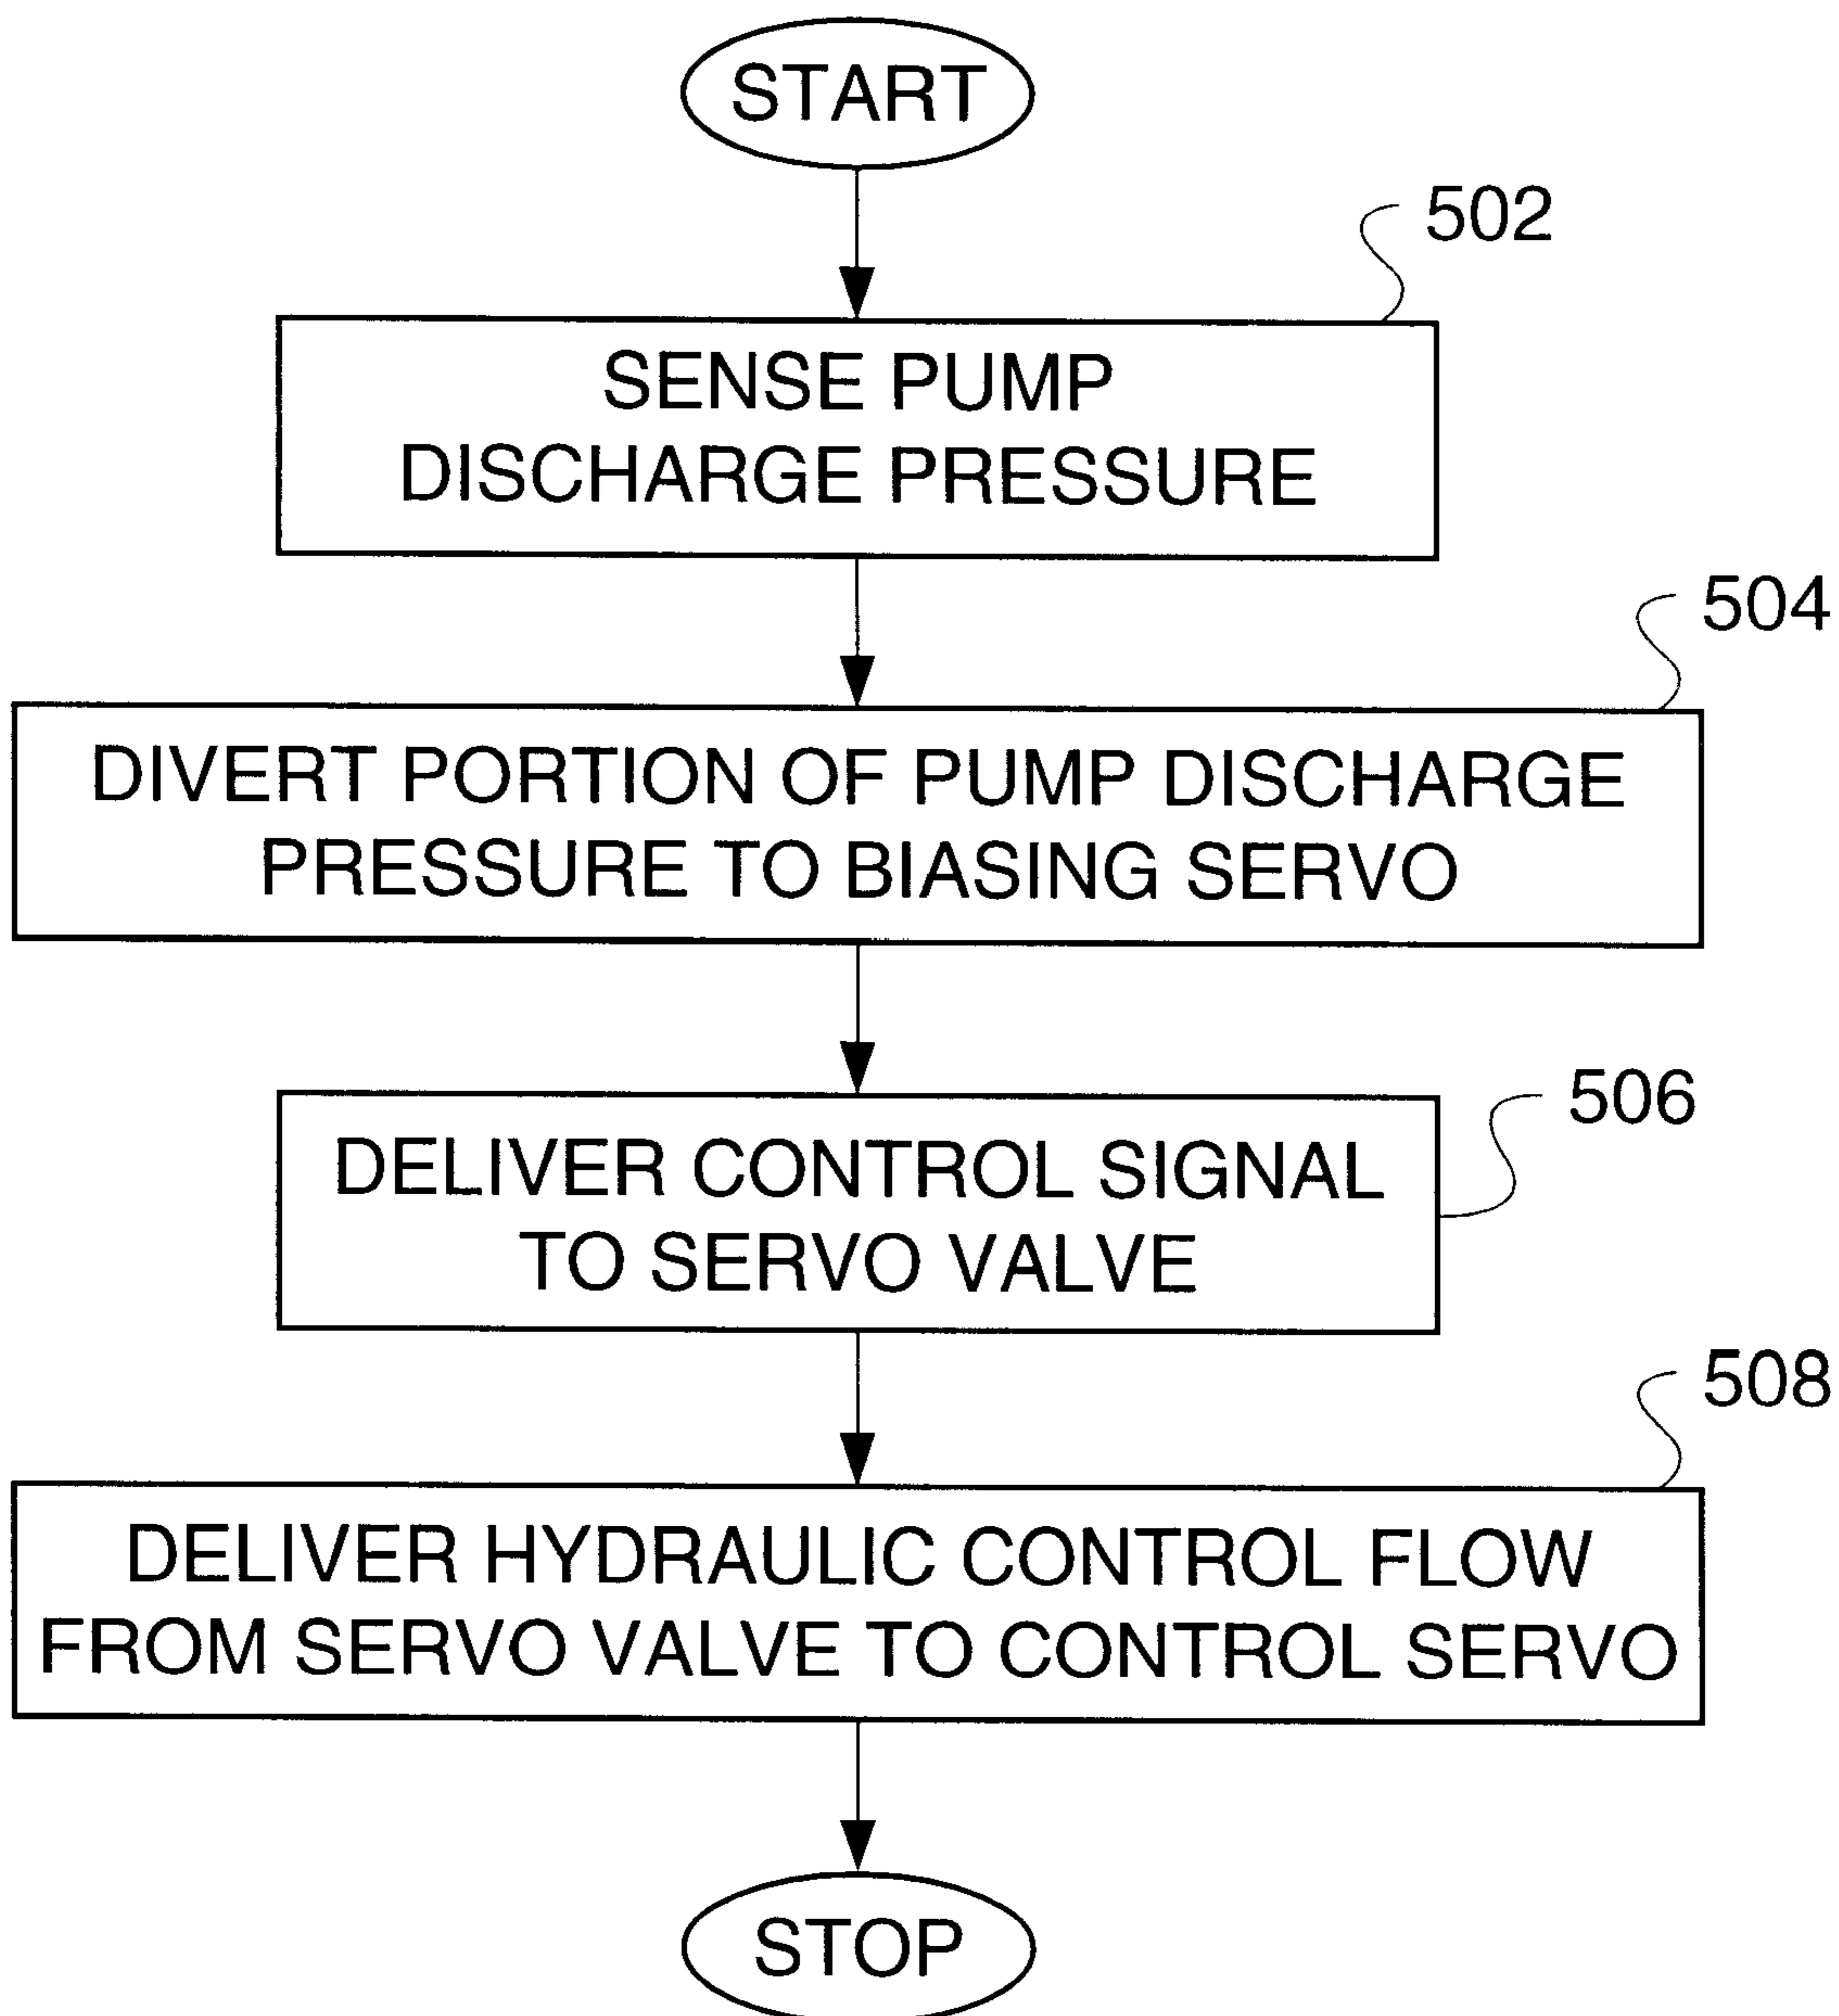 START
502
SENSE PUMP
DISCHARGE PRESSURE
504
DIVERT PORTION OF PUMP DISCHARGE
PRESSURE TO BIASING SERVO
506
DELIVER CONTROL SIGNAL
TO SERVO VALVE
508
DELIVER HYDRAULIC CONTROL FLOW
FROM SERVO VALVE TO CONTROL SERVO
STOP